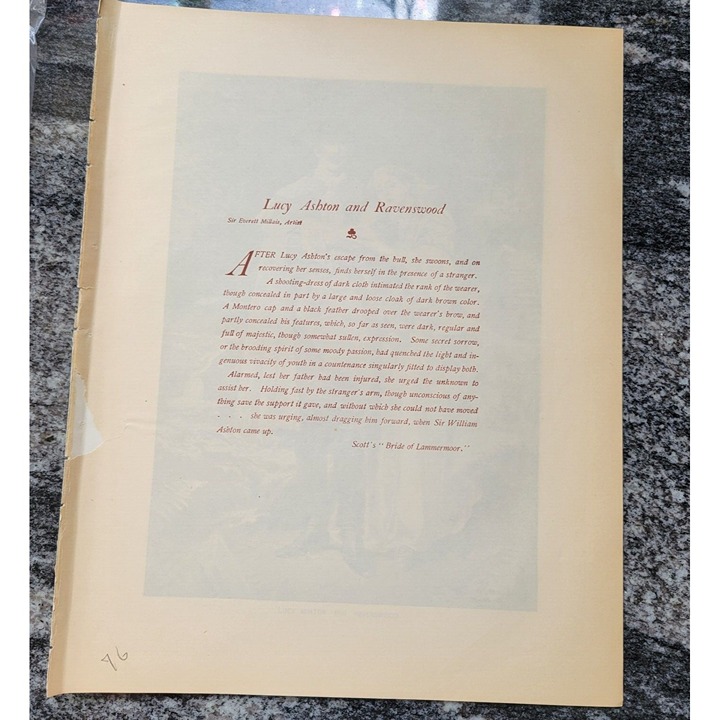 Lucy Ashton and Ravenswood
Sir Everett Millais, Artist
AFTER Lucy Ashton's escape from the bull, she swoons, and on
recovering her senses, finds herself in the presence of a stranger.
A shooting-dress of dark cloth intimated the rank of the wearer,
though concealed in part by a large and loose cloak of dark brown color.
A Montero cap and a black feather drooped over the wearer's brow, and
partly concealed his features, which, so far as seen, were dark, regular and
full of majestic, though somewhat sullen, expression. Some secret sorrow,
or the brooding spirit of some moody passion, had quenched the light and in-
genuous vivacity of youth in a countenance singularly fitted to display both.
Alarmed, lest her father had been injured, she urged the unknown to
assist her. Holding fast by the stranger's arm, though unconscious of any-
thing save the support it gave, and without which she could not have moved
. . . . she was urging, almost dragging him forward, when Sir William
Ashton came up.
Scott's "Bride of Lammermoor."
76